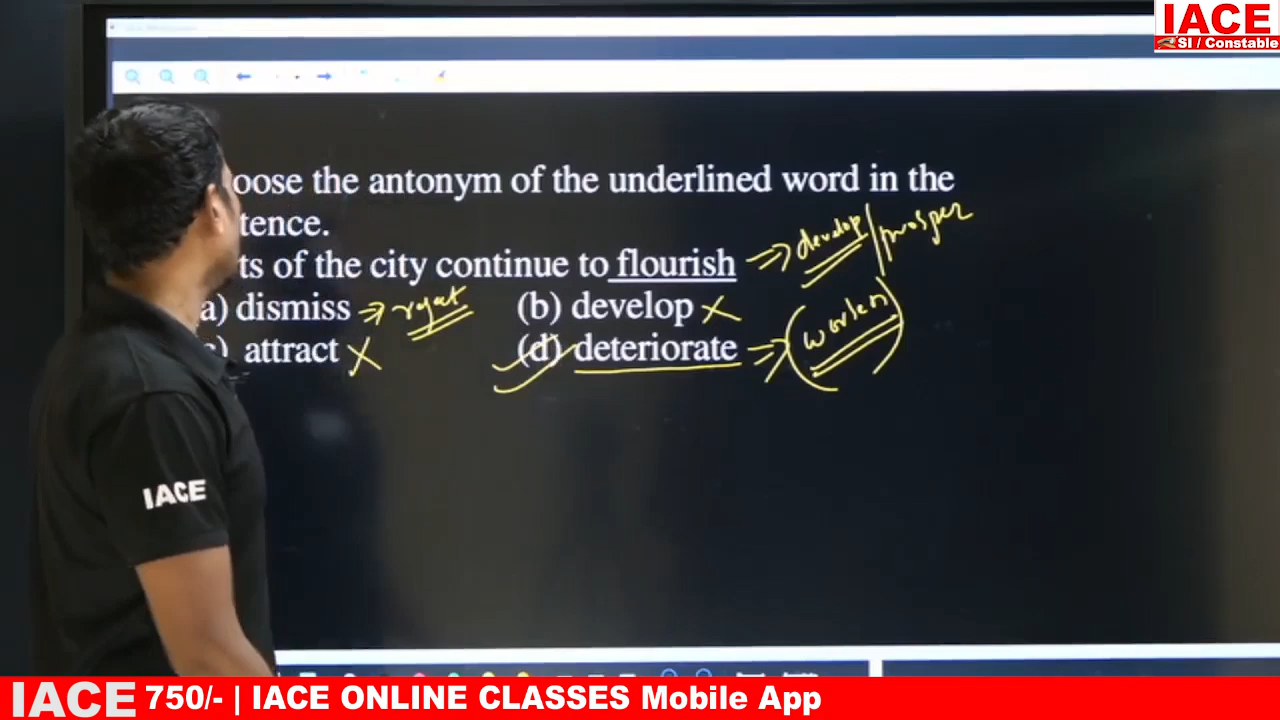 IACE
SI / Constable
oose the antonym of the underlined word in the
tence.
ts of the city continue to flourish ⇒ develop / prosper
a) dismiss ⇒ reject (b) develop ×
) attract × (d) deteriorate ⇒ worsen
IACE
IACE 750/- | IACE ONLINE CLASSES Mobile App